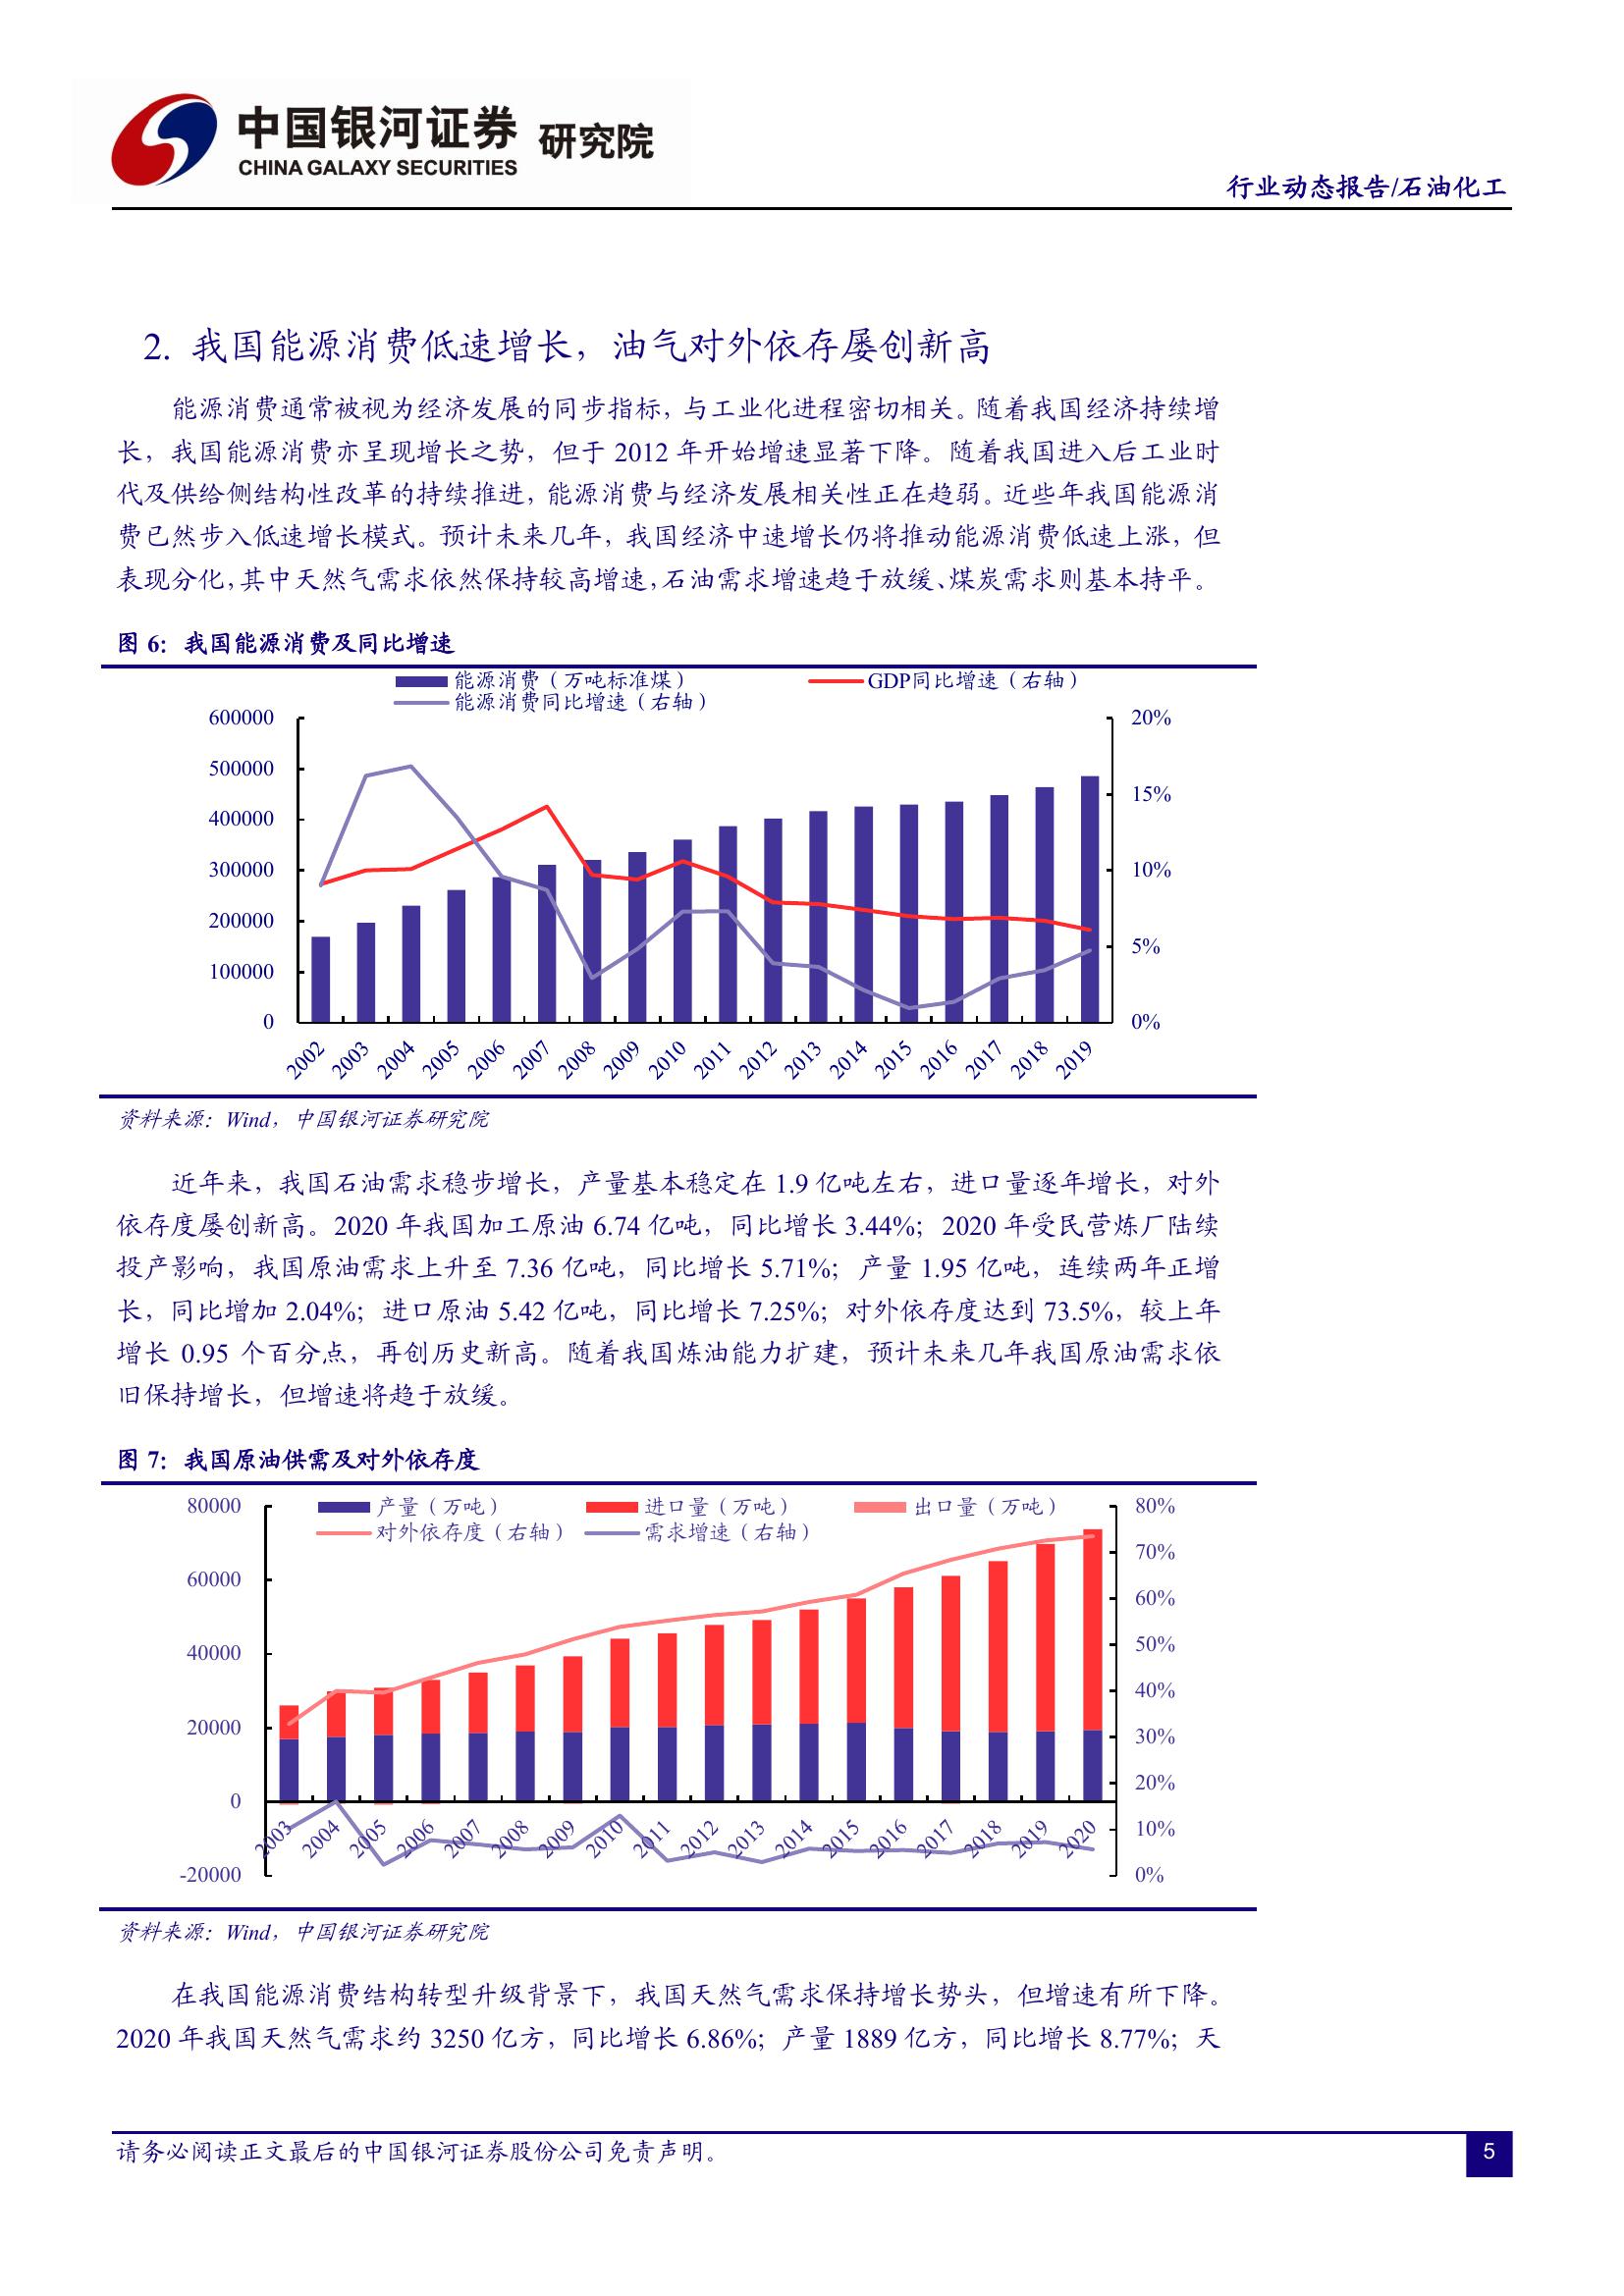 中国银河证券 研究院
CHINA GALAXY SECURITIES
行业动态报告/石油化工
2. 我国能源消费低速增长，油气对外依存屡创新高
能源消费通常被视为经济发展的同步指标，与工业化进程密切相关。随着我国经济持续增
长，我国能源消费亦呈现增长之势，但于 2012 年开始增速显著下降。随着我国进入后工业时
代及供给侧结构性改革的持续推进，能源消费与经济发展相关性正在趋弱。近些年我国能源消
费已然步入低速增长模式。预计未来几年，我国经济中速增长仍将推动能源消费低速上涨，但
表现分化，其中天然气需求依然保持较高增速，石油需求增速趋于放缓、煤炭需求则基本持平。
图 6：我国能源消费及同比增速
能源消费（万吨标准煤） GDP同比增速（右轴）
能源消费同比增速（右轴）
600000 20%
500000
15%
400000
300000 10%
200000
5%
100000
0 0%
2002 2003 2004 2005 2006 2007 2008 2009 2010 2011 2012 2013 2014 2015 2016 2017 2018 2019
资料来源：Wind，中国银河证券研究院
近年来，我国石油需求稳步增长，产量基本稳定在 1.9 亿吨左右，进口量逐年增长，对外
依存度屡创新高。2020 年我国加工原油 6.74 亿吨，同比增长 3.44%；2020 年受民营炼厂陆续
投产影响，我国原油需求上升至 7.36 亿吨，同比增长 5.71%；产量 1.95 亿吨，连续两年正增
长，同比增加 2.04%；进口原油 5.42 亿吨，同比增长 7.25%；对外依存度达到 73.5%，较上年
增长 0.95 个百分点，再创历史新高。随着我国炼油能力扩建，预计未来几年我国原油需求依
旧保持增长，但增速将趋于放缓。
图 7：我国原油供需及对外依存度
80000 产量（万吨） 进口量（万吨） 出口量（万吨） 80%
对外依存度（右轴） 需求增速（右轴）
70%
60000
60%
50%
40000
40%
20000 30%
20%
0
10%
2003 2004 2005 2006 2007 2008 2009 2010 2011 2012 2013 2014 2015 2016 2017 2018 2019 2020
-20000 0%
资料来源：Wind，中国银河证券研究院
在我国能源消费结构转型升级背景下，我国天然气需求保持增长势头，但增速有所下降。
2020 年我国天然气需求约 3250 亿方，同比增长 6.86%；产量 1889 亿方，同比增长 8.77%；天
请务必阅读正文最后的中国银河证券股份公司免责声明。
5